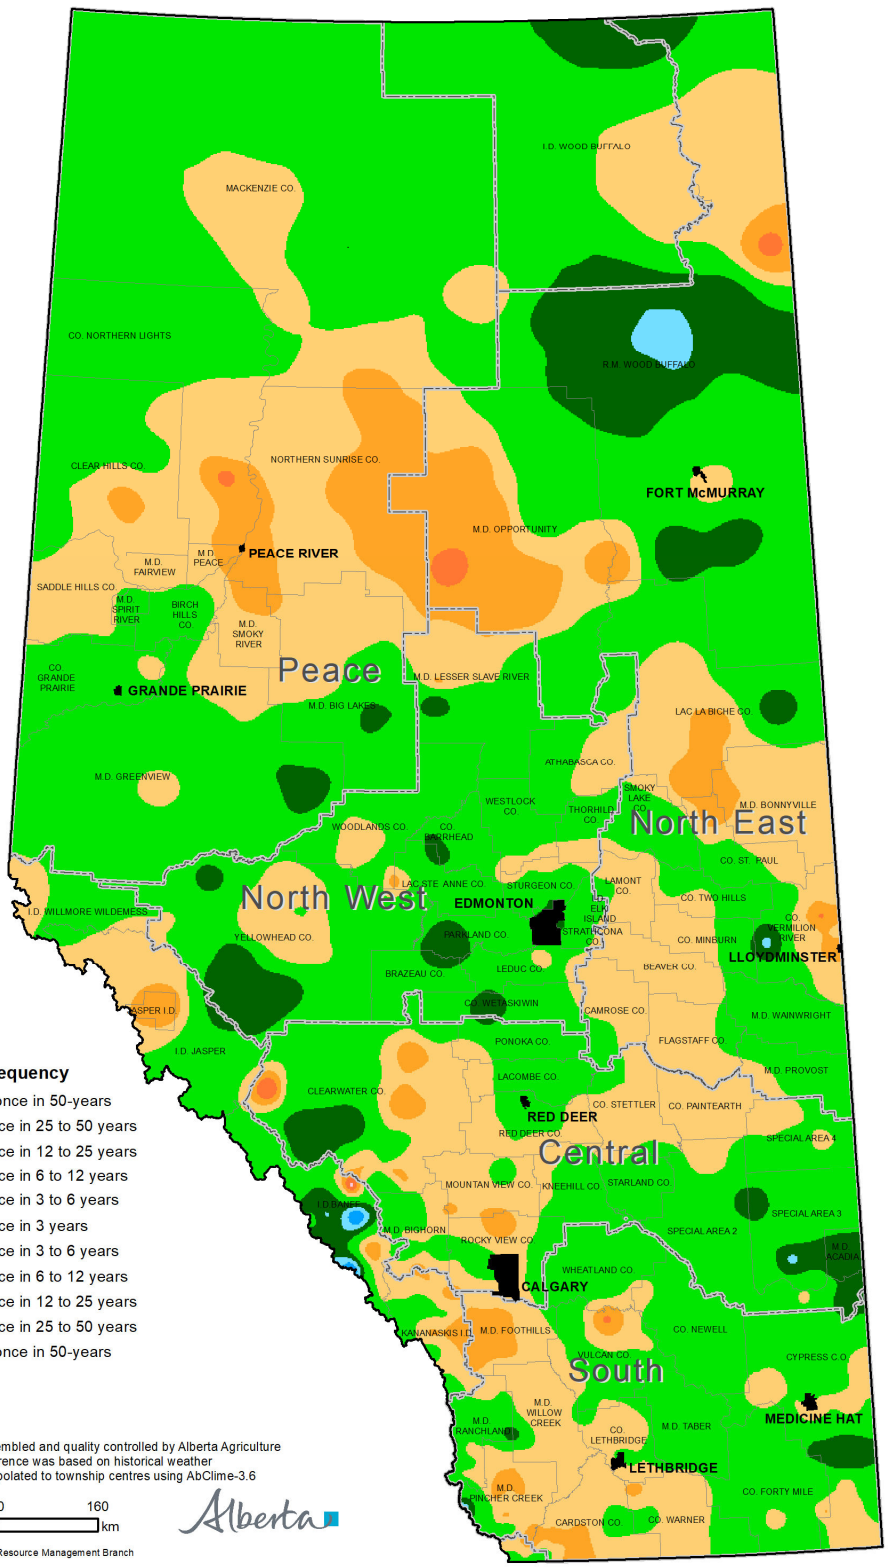 I.D. WOOD BUFFALO
MACKENZIE CO.
CO. NORTHERN LIGHTS
R.M. WOOD BUFFALO
CLEAR HILLS CO.
NORTHERN SUNRISE CO.
FORT McMURRAY
M.D. OPPORTUNITY
PEACE RIVER
M.D.
PEACE
M.D.
FAIRVIEW
SADDLE HILLS CO.
M.D.
SPIRIT
RIVER
BIRCH
HILLS
CO.
M.D.
SMOKY
RIVER
CO.
GRANDE
PRAIRIE
Peace
M.D. LESSER SLAVE RIVER
GRANDE PRAIRIE
M.D. BIG LAKES
LAC LA BICHE CO.
M.D. GREENVIEW
ATHABASCA CO.
SMOKY
LAKE
CO.
WESTLOCK
CO.
THORHILD
CO.
M.D. BONNYVILLE
North East
WOODLANDS CO.
CO.
BARRHEAD
CO. ST. PAUL
LAC STE ANNE CO.
STURGEON CO.
LAMONT
CO.
North West
I.D. WILLMORE WILDEMESS
EDMONTON
I.D.
ELK
ISLAND
CO. TWO HILLS
CO.
VERMILION
RIVER
YELLOWHEAD CO.
PARKLAND CO.
STRATHCONA
CO.
CO. MINBURN
LLOYDMINSTER
BRAZEAU CO.
LEDUC CO
BEAVER CO.
JASPER I.D.
CO. WETASKIWIN
CAMROSE CO.
M.D. WAINWRIGHT
I.D. JASPER
PONOKA CO.
FLAGSTAFF CO.
equency
once in 50-years
ce in 25 to 50 years
ce in 12 to 25 years
ce in 6 to 12 years
ce in 3 to 6 years
ce in 3 years
ce in 3 to 6 years
ce in 6 to 12 years
ce in 12 to 25 years
ce in 25 to 50 years
once in 50-years
CLEARWATER CO.
LACOMBE CO.
M.D. PROVOST
RED DEER
CO. STETTLER
CO. PAINTEARTH
RED DEER CO.
SPECIAL AREA 4
Central
MOUNTAN VIEW CO.
KNEEHILL CO.
STARLAND CO.
I.D BANFF
SPECIAL AREA 3
M.D. BIGHORN
ROCKY VIEW CO.
SPECIAL AREA 2
M.D.
ACADIA
WHEATLAND CO.
CALGARY
KANANASKIS I.D.
M.D. FOOTHILLS
CO. NEWELL
VULCAN CO.
CYPRESS C.O.
South
M.D.
WILLOW
CREEK
M.D.
RANCHLAND
MEDICINE HAT
CO.
LETHBRIDGE
M.D. TABER
LETHBRIDGE
M.D.
PINCHER CREEK
CO. FORTY MILE
CARDSTON CO.
CO. WARNER
embled and quality controlled by Alberta Agriculture
rence was based on historical weather
polated to township centres using AbClime-3.6
0 160
km
Alberta
Resource Management Branch